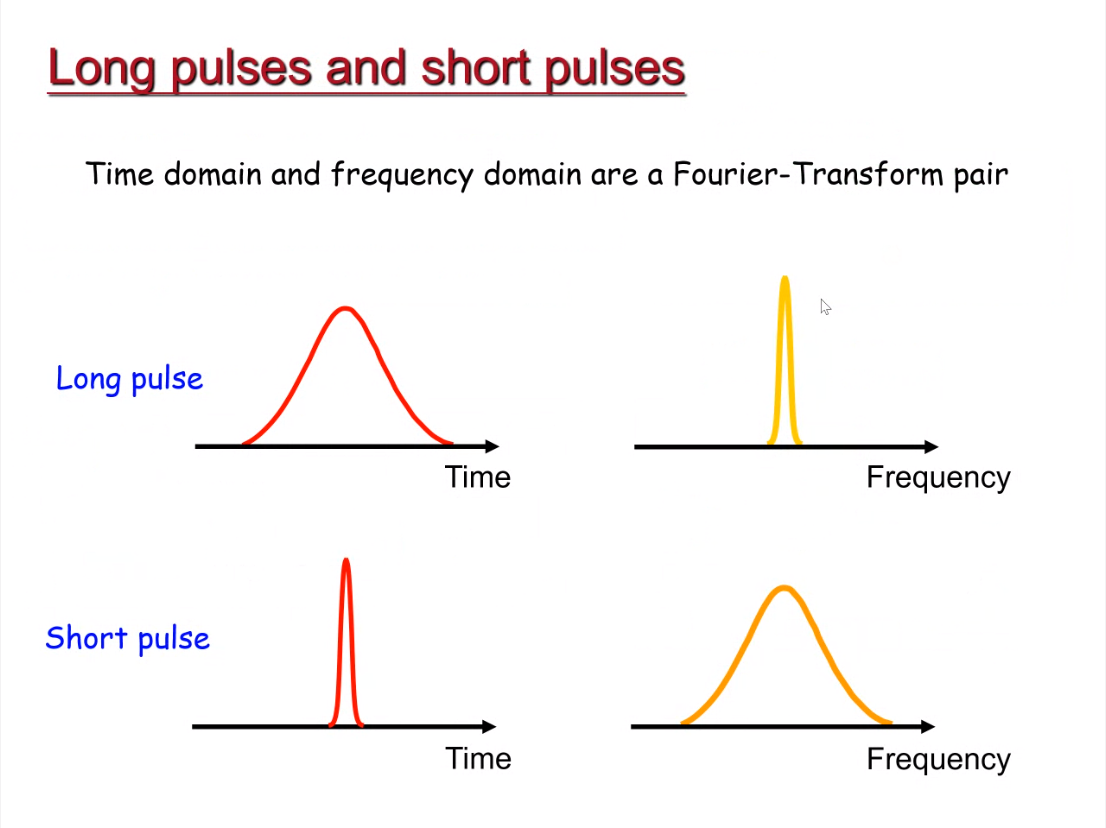 Long pulses and short pulses
Time domain and frequency domain are a Fourier-Transform pair
Long pulse
Time
Frequency
Short pulse
Time
Frequency